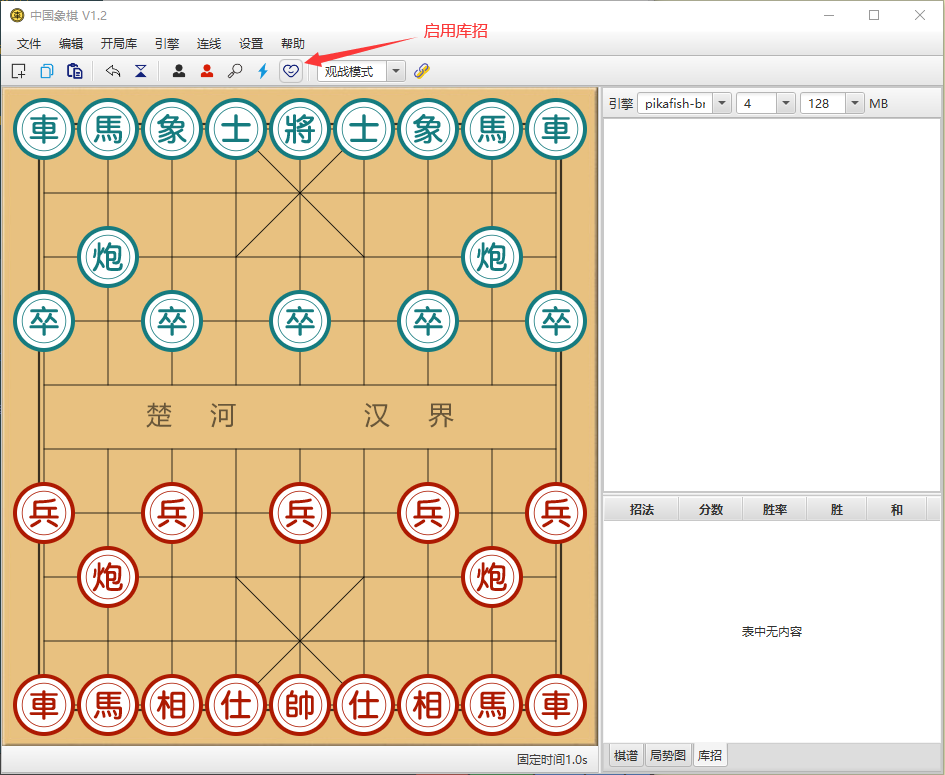 中国象棋 V1.2
启用库招
文件 编辑 开局库 引擎 连线 设置 帮助
观战模式
引擎 pikafish-br 4 128 MB
車 馬 象 士 將 士 象 馬 車
炮 炮
卒 卒 卒 卒 卒
楚 河 汉 界
兵 兵 兵 兵 兵
招法 分数 胜率 胜 和
炮 炮
表中无内容
車 馬 相 仕 帥 仕 相 馬 車
固定时间1.0s
棋谱 局势图 库招